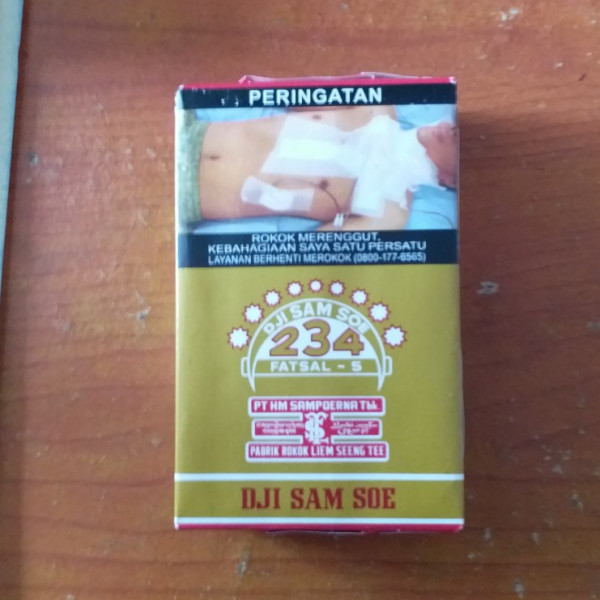 PERINGATAN
ROKOK MERENGGUT,
KEBAHAGIAAN SAYA SATU PERSATU
LAYANAN BERHENTI MEROKOK (0800-177-6565)
DJI SAM SOE
234
FATSAL - 5
PT HM SAMPOERNA Tbk
PABRIK ROKOK LIEM SEENG TEE
DJI SAM SOE